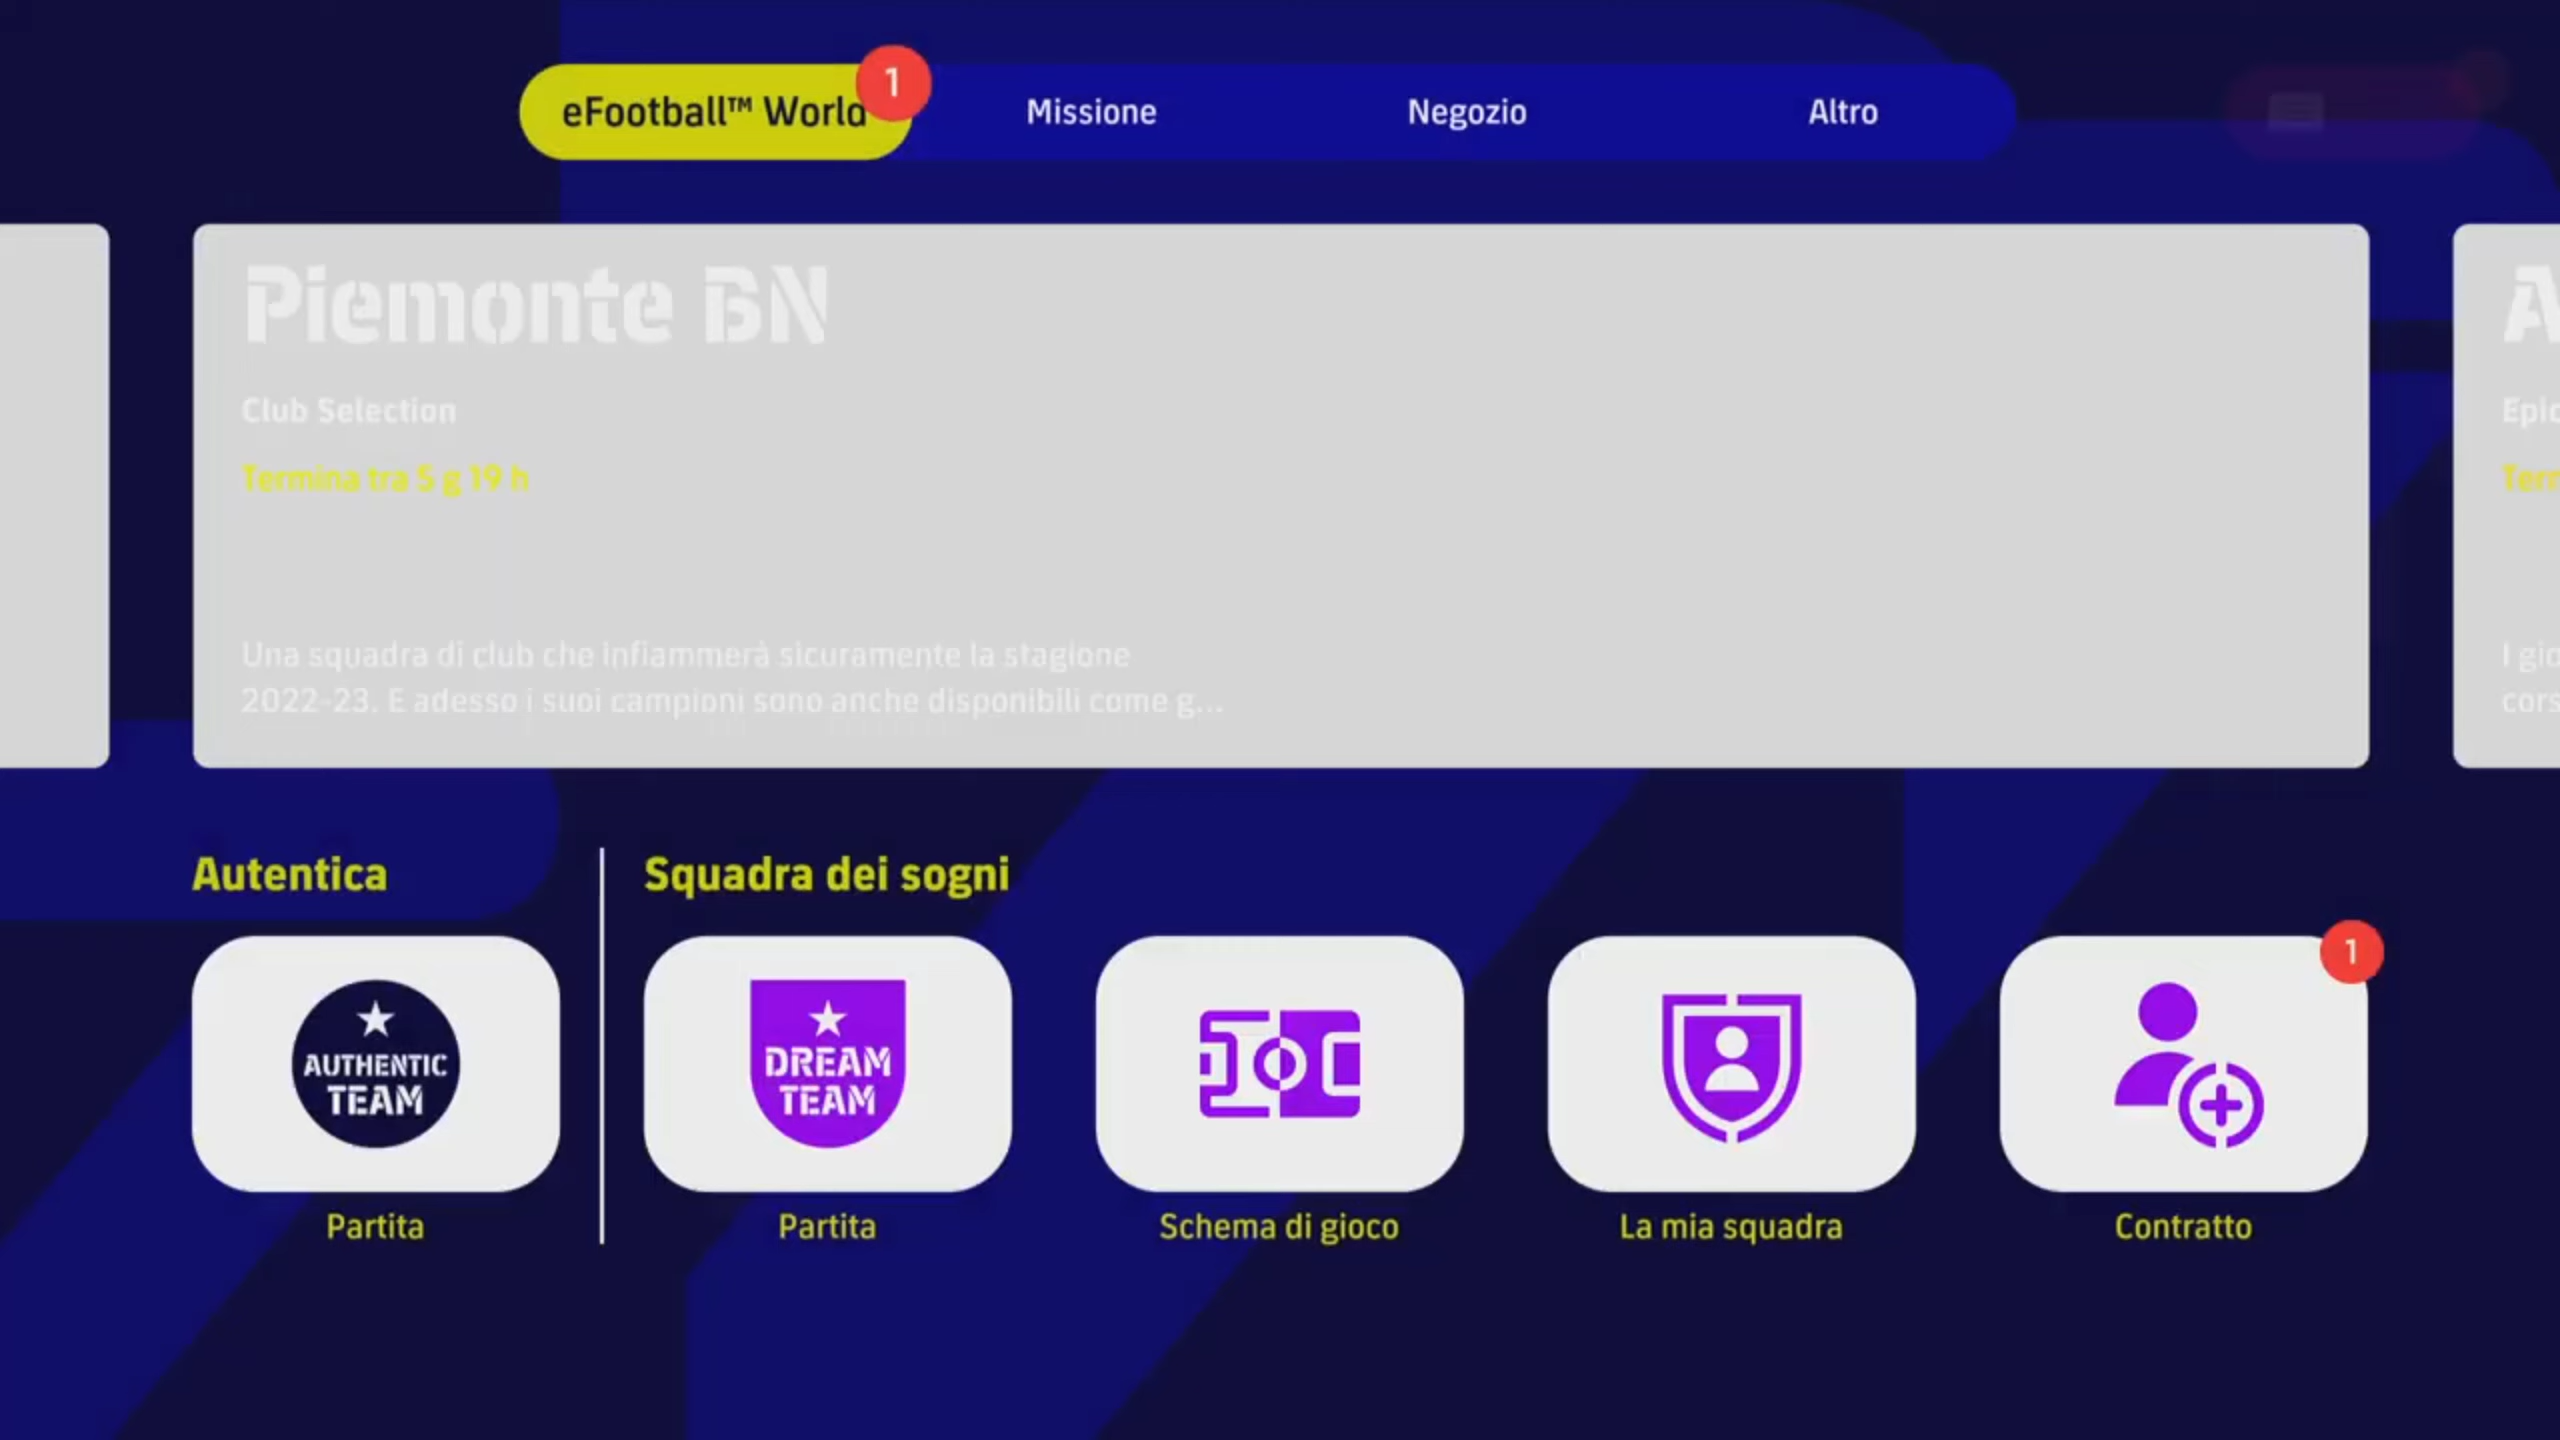 eFootball™ World
1
Missione
Negozio
Altro
Piemonte BN
Club Selection
Termina tra 5 g 19 h
Una squadra di club che infiammerà sicuramente la stagione
2022-23. E adesso i suoi campioni sono anche disponibili come g...
Autentica
Squadra dei sogni
AUTHENTIC
TEAM
DREAM
TEAM
1
Partita
Partita
Schema di gioco
La mia squadra
Contratto